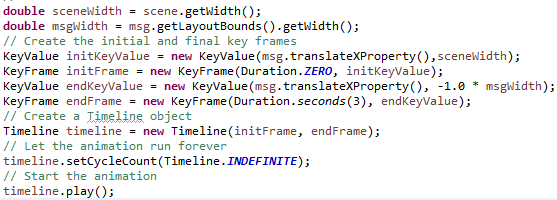 double sceneWidth = scene.getWidth();
double msgWidth = msg.getLayoutBounds().getWidth();
// Create the initial and final key frames
KeyValue initKeyValue = new KeyValue(msg.translateXProperty(),sceneWidth);
KeyFrame initFrame = new KeyFrame(Duration.ZERO, initKeyValue);
KeyValue endKeyValue = new KeyValue(msg.translateXProperty(), -1.0 * msgWidth);
KeyFrame endFrame = new KeyFrame(Duration.seconds(3), endKeyValue);
// Create a Timeline object
Timeline timeline = new Timeline(initFrame, endFrame);
// Let the animation run forever
timeline.setCycleCount(Timeline.INDEFINITE);
// Start the animation
timeline.play();